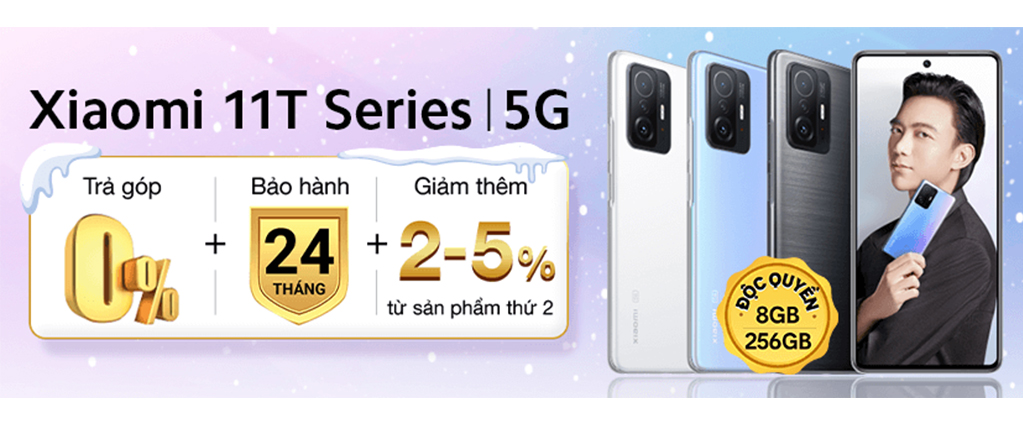 Xiaomi 11T Series | 5G
Trả góp
0%
+
Bảo hành
24
THÁNG
+
Giảm thêm
2-5%
từ sản phẩm thứ 2
ĐỘC QUYỀN
8GB
256GB